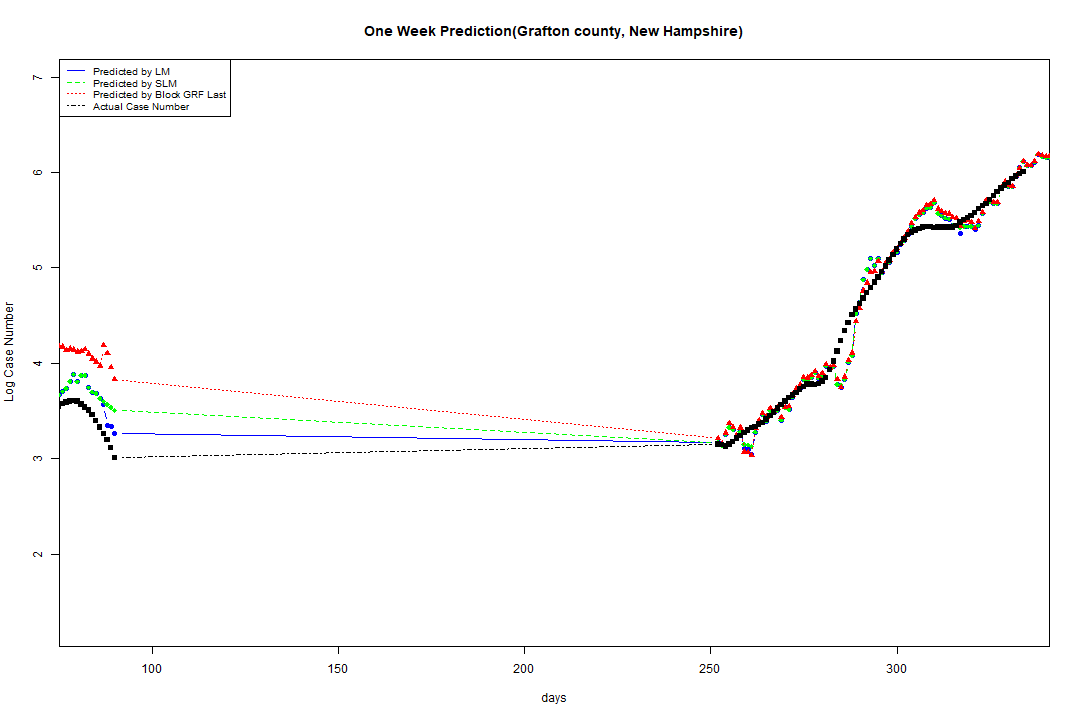 One Week Prediction(Grafton county, New Hampshire)
Predicted by LM
Predicted by SLM
Predicted by Block GRF Last
Actual Case Number
7
6
5
4
3
2
Log Case Number
100 150 200 250 300
days